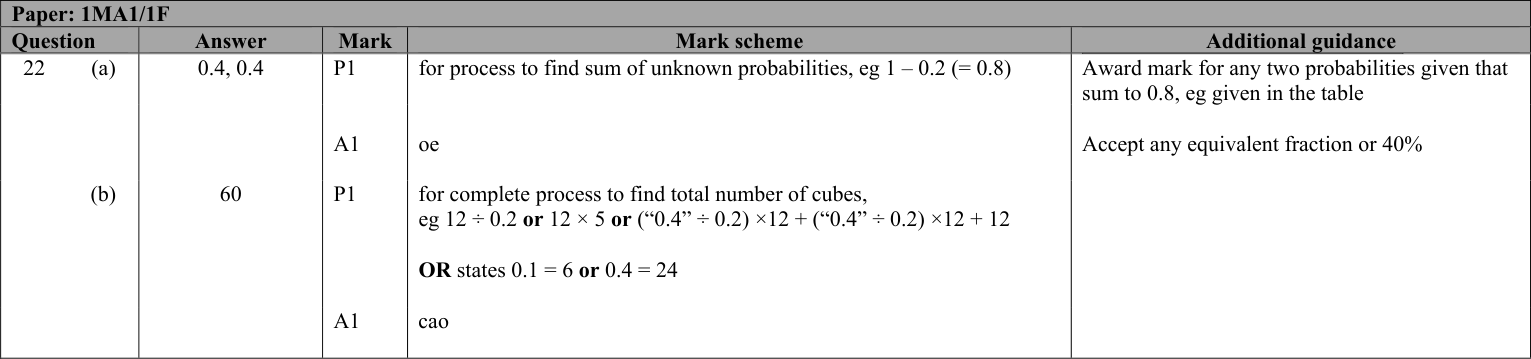 Paper: 1MA1/1F
Question Answer Mark Mark scheme Additional guidance
22 (a) 0.4, 0.4 P1 for process to find sum of unknown probabilities, eg 1 – 0.2 (= 0.8) Award mark for any two probabilities given that
sum to 0.8, eg given in the table
A1 oe Accept any equivalent fraction or 40%
(b) 60 P1 for complete process to find total number of cubes,
eg 12 ÷ 0.2 or 12 × 5 or (“0.4” ÷ 0.2) ×12 + (“0.4” ÷ 0.2) ×12 + 12
OR states 0.1 = 6 or 0.4 = 24
A1 cao